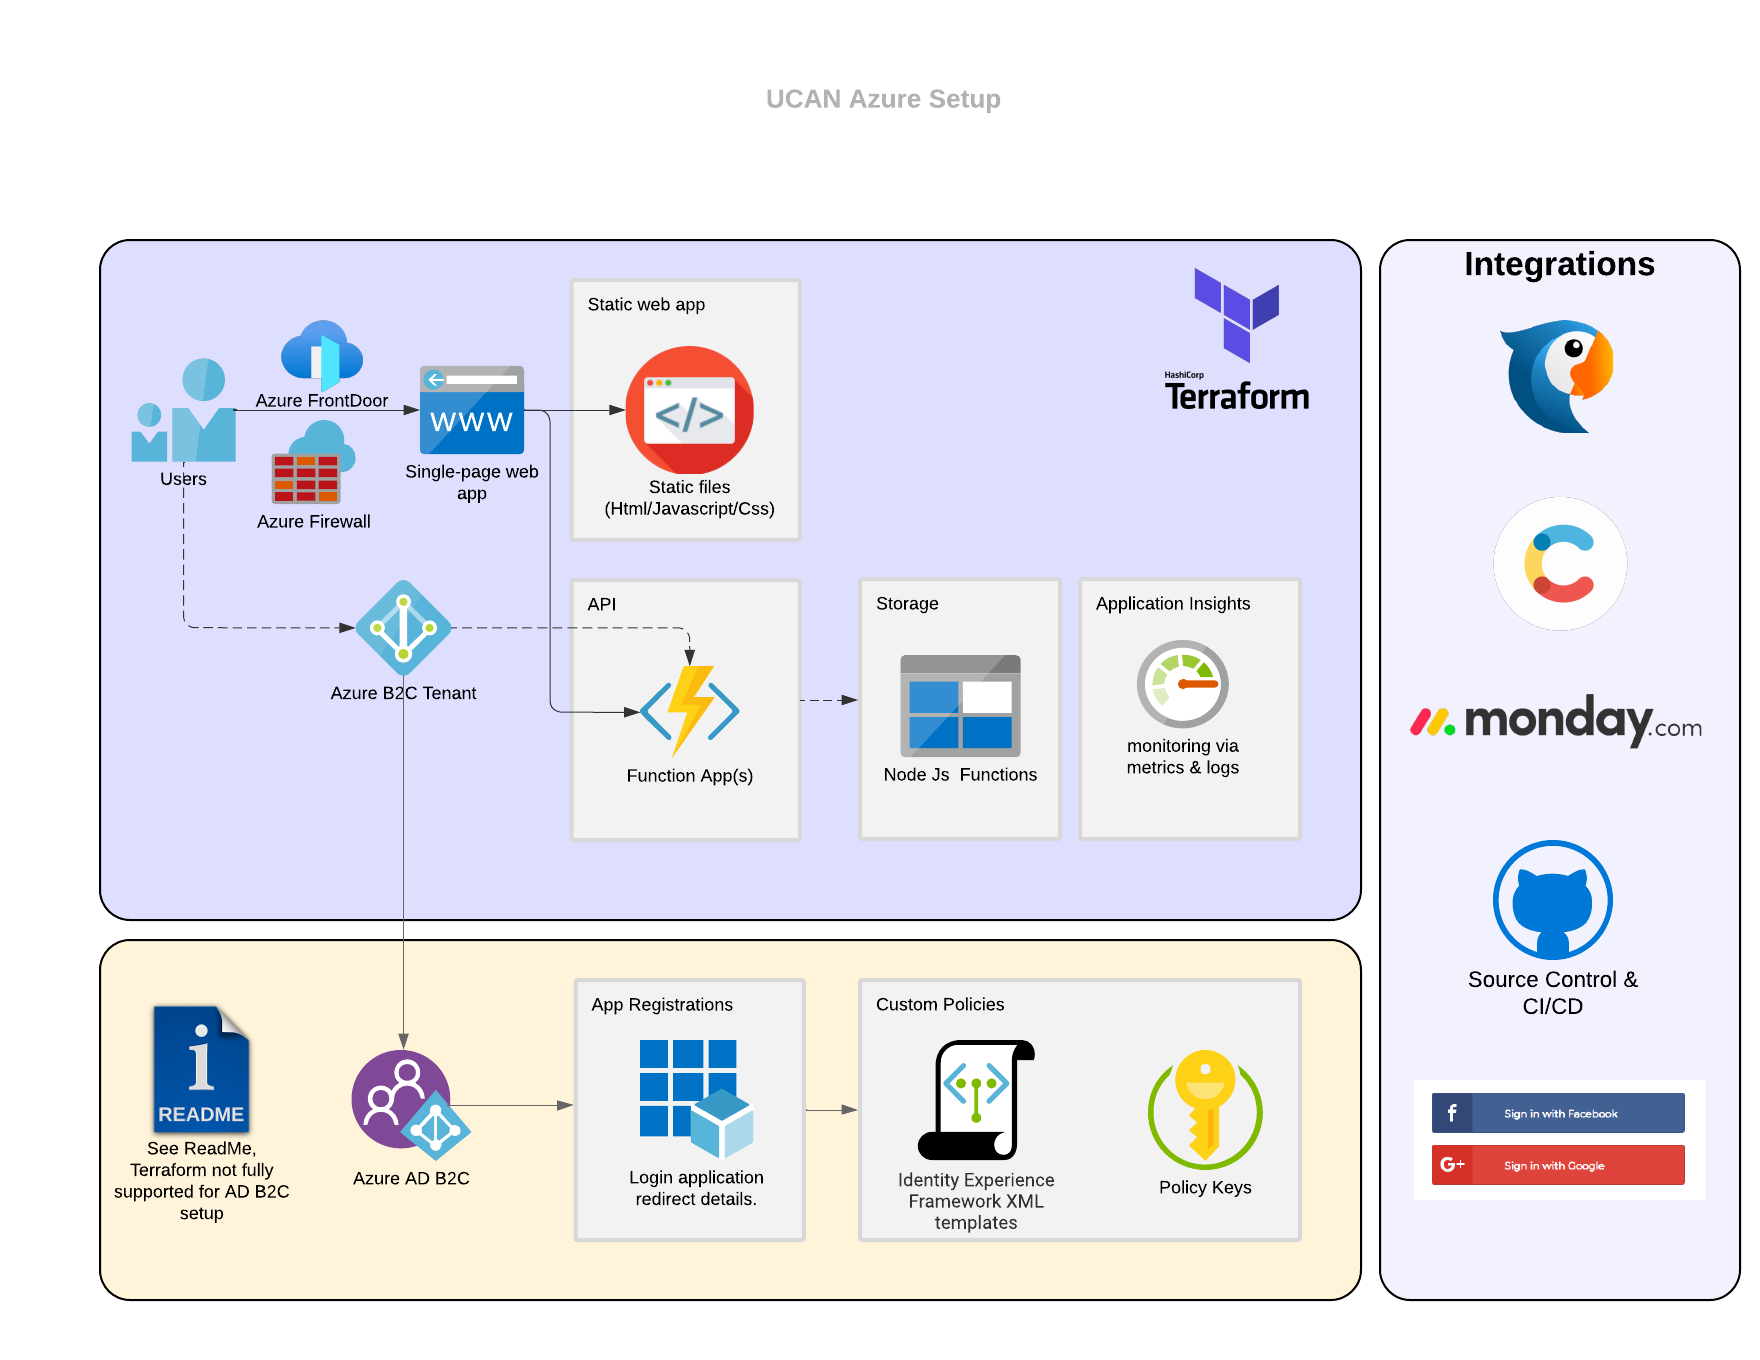 UCAN Azure Setup
Static web app
HashiCorp
Terraform
Azure FrontDoor
WWW
Users
Single-page web
app
Azure Firewall
</>
Static files
(Html/Javascript/Css)
API
Storage
Application Insights
Azure B2C Tenant
Function App(s)
Node Js  Functions
monitoring via
metrics & logs
README
See ReadMe,
Terraform not fully
supported for AD B2C
setup
Azure AD B2C
App Registrations
Login application
redirect details.
Custom Policies
Identity Experience
Framework XML
templates
Policy Keys
Integrations
monday.com
Source Control &
CI/CD
f Sign in with Facebook
G+ Sign in with Google